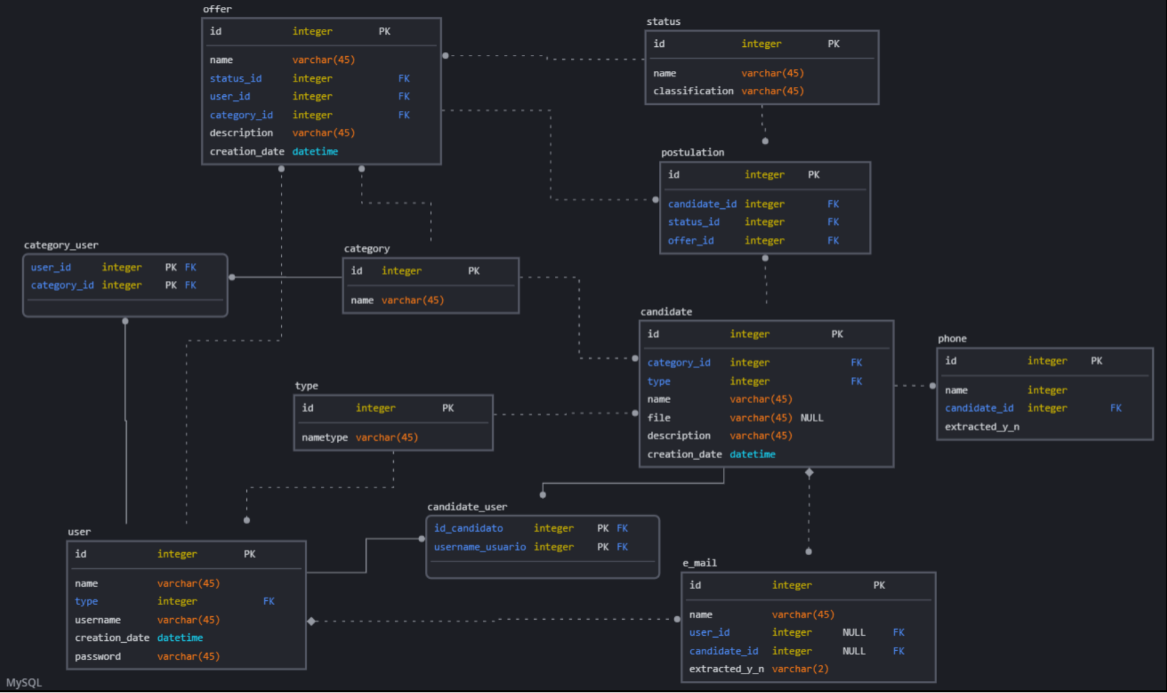 offer
id integer PK
name varchar(45)
status_id integer FK
user_id integer FK
category_id integer FK
description varchar(45)
creation_date datetime
status
id integer PK
name varchar(45)
classification varchar(45)
postulation
id integer PK
candidate_id integer FK
status_id integer FK
offer_id integer FK
category_user
user_id integer PK FK
category_id integer PK FK
category
id integer PK
name varchar(45)
candidate
id integer PK
category_id integer FK
type integer FK
name varchar(45)
file varchar(45) NULL
description varchar(45)
creation_date datetime
phone
id integer PK
name integer
candidate_id integer FK
extracted_y_n
type
id integer PK
nametype varchar(45)
candidate_user
id_candidato integer PK FK
username_usuario integer PK FK
user
id integer PK
name varchar(45)
type integer FK
username varchar(45)
creation_date datetime
password varchar(45)
e_mail
id integer PK
name varchar(45)
user_id integer NULL FK
candidate_id integer NULL FK
extracted_y_n varchar(2)
MySQL